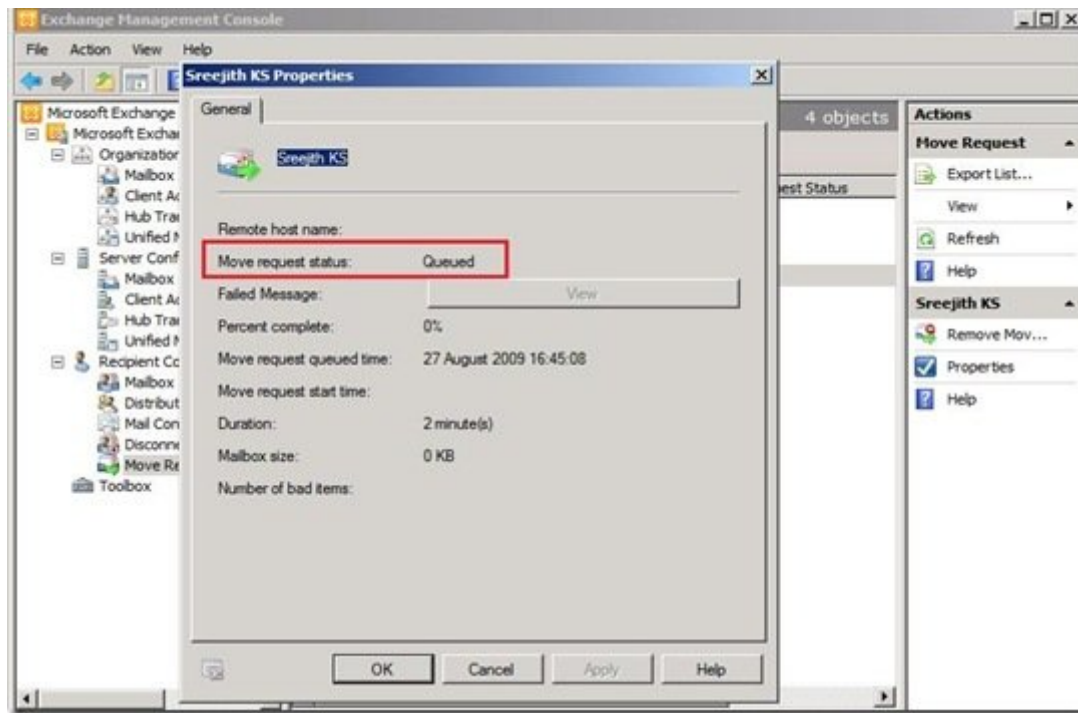 Exchange Management Console
File Action View Help
Sreejith KS Properties
General
Sreejith KS
Remote host name:
Move request status: Queued
Failed Message: View
Percent complete: 0%
Move request queued time: 27 August 2009 16:45:08
Move request start time:
Duration: 2 minute(s)
Mailbox size: 0 KB
Number of bad items:
OK Cancel Apply Help
Microsoft Exchange
Microsoft Exchan
Organization
Mailbox
Client Ac
Hub Tran
Unified M
Server Conf
Mailbox
Client Ac
Hub Tran
Unified M
Recipient Co
Mailbox
Distribut
Mail Con
Disconne
Move Re
Toolbox
4 objects
est Status
Actions
Move Request
Export List...
View
Refresh
Help
Sreejith KS
Remove Mov...
Properties
Help